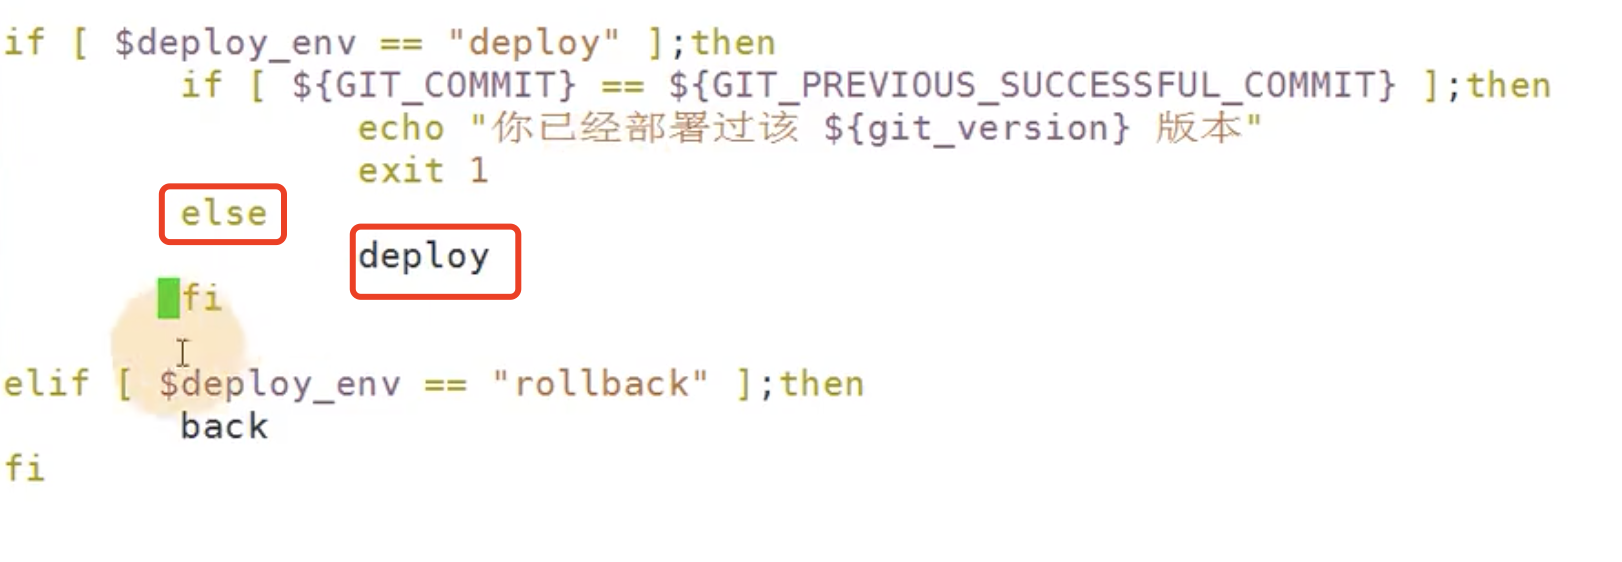 if [ $deploy_env == "deploy" ];then
if [ ${GIT_COMMIT} == ${GIT_PREVIOUS_SUCCESSFUL_COMMIT} ];then
echo "你已经部署过该 ${git_version} 版本"
exit 1
else
deploy
fi
elif [ $deploy_env == "rollback" ];then
back
fi